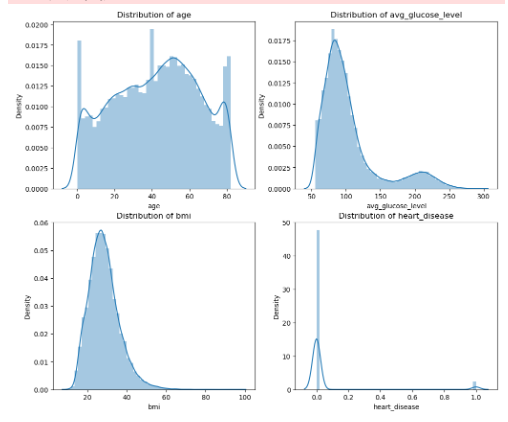 Distribution of age
0.0200
0.0175
0.0150
0.0125
0.0100
0.0075
0.0050
0.0025
0.0000
Density
0 20 40 60 80
age
Distribution of avg_glucose_level
0.0175
0.0150
0.0125
0.0100
0.0075
0.0050
0.0025
0.0000
Density
50 100 150 200 250 300
avg_glucose_level
Distribution of bmi
0.06
0.05
0.04
0.03
0.02
0.01
0.00
Density
20 40 60 80 100
bmi
Distribution of heart_disease
50
40
30
20
10
0
Density
0.0 0.2 0.4 0.6 0.8 1.0
heart_disease